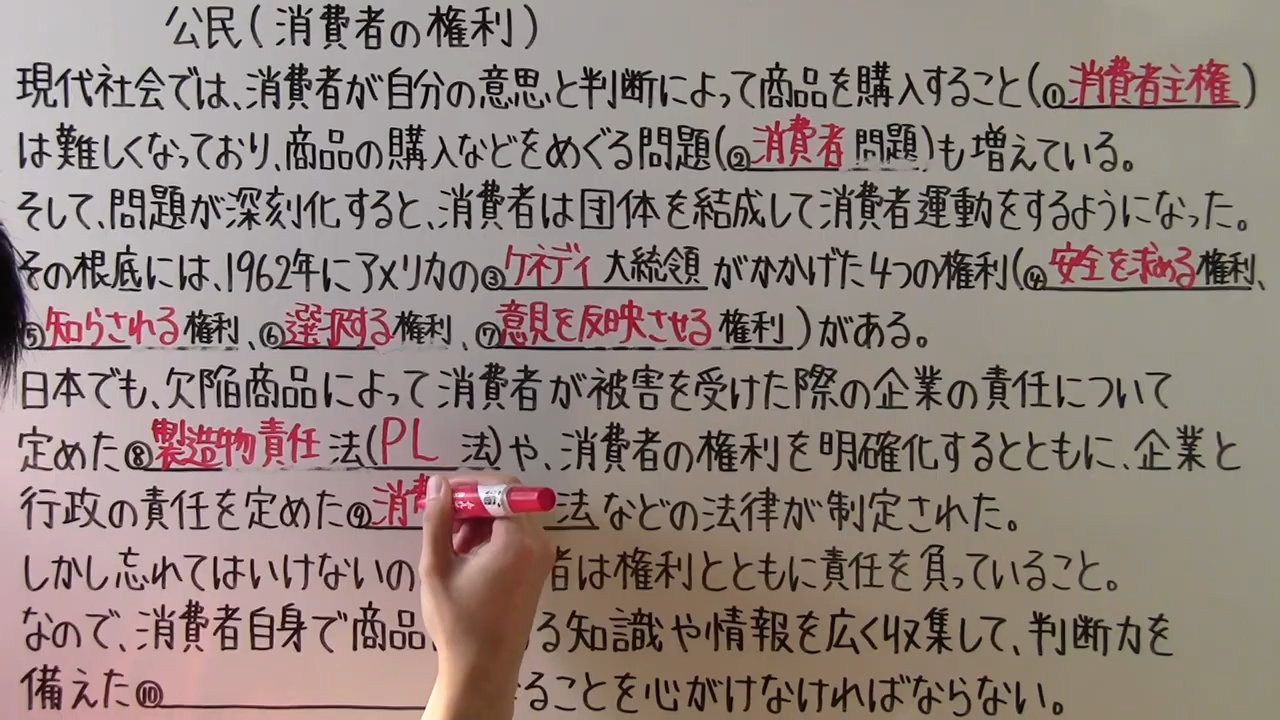 公民(消費者の権利)
現代社会では、消費者が自分の意思と判断によって商品を購入すること(①消費者主権)
は難しくなっており、商品の購入などをめぐる問題(②消費者問題)も増えている。
そして、問題が深刻化すると、消費者は団体を結成して消費者運動をするようになった。
その根底には、1962年にアメリカの③ケネディ大統領がかかげた4つの権利(④安全を求める権利、
⑤知らされる権利、⑥選択する権利、⑦意見を反映させる権利)がある。
日本でも、欠陥商品によって消費者が被害を受けた際の企業の責任について
定めた⑧製造物責任法(PL法)や、消費者の権利を明確化するとともに、企業と
行政の責任を定めた⑨消費 法などの法律が制定された。
しかし忘れてはいけないの 者は権利とともに責任を負っていること。
なので、消費者自身で商品 る知識や情報を広く収集して、判断力を
備えた⑩ ることを心がけなければならない。